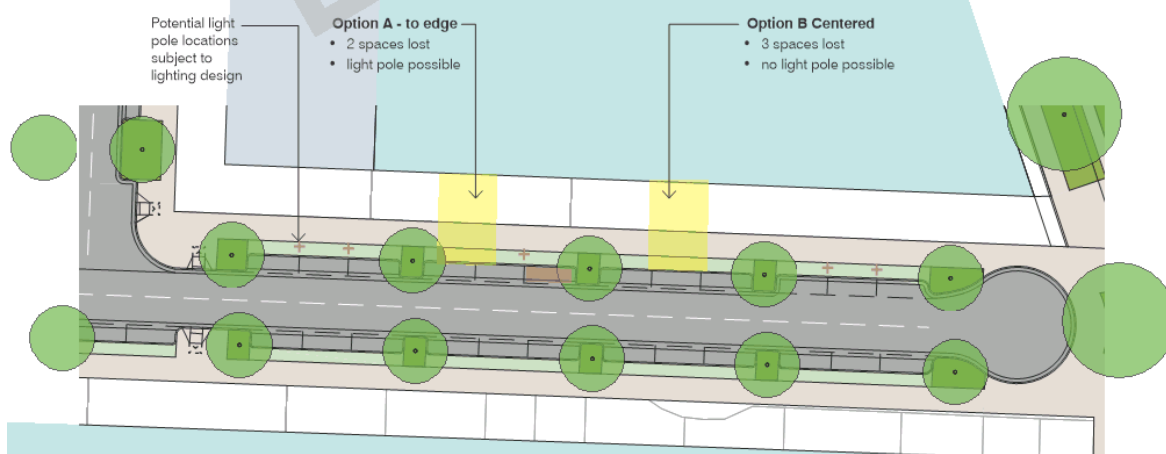 Potential light
pole locations
subject to
lighting design
Option A - to edge
• 2 spaces lost
• light pole possible
Option B Centered
• 3 spaces lost
• no light pole possible